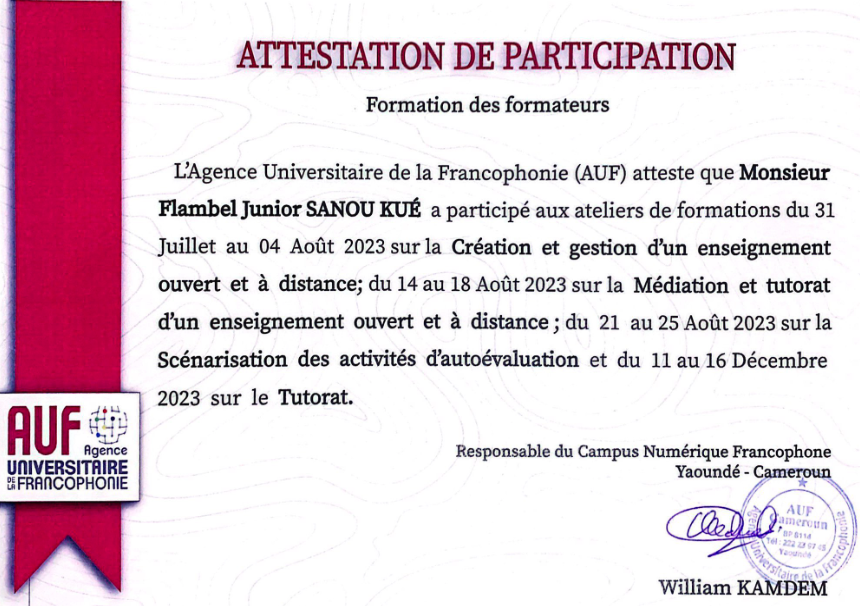 ATTESTATION DE PARTICIPATION
Formation des formateurs
L'Agence Universitaire de la Francophonie (AUF) atteste que Monsieur
Flambel Junior SANOU KUÉ a participé aux ateliers de formations du 31
Juillet au 04 Août 2023 sur la Création et gestion d'un enseignement
ouvert et à distance; du 14 au 18 Août 2023 sur la Médiation et tutorat
d'un enseignement ouvert et à distance ; du 21 au 25 Août 2023 sur la
Scénarisation des activités d'autoévaluation et du 11 au 16 Décembre
2023 sur le Tutorat.
AUF
Agence
UNIVERSITAIRE
DE LA FRANCOPHONIE
Responsable du Campus Numérique Francophone
Yaoundé - Cameroun
AUF
Cameroun
Yaoundé
Agence Universitaire de la Francophonie
William KAMDEM